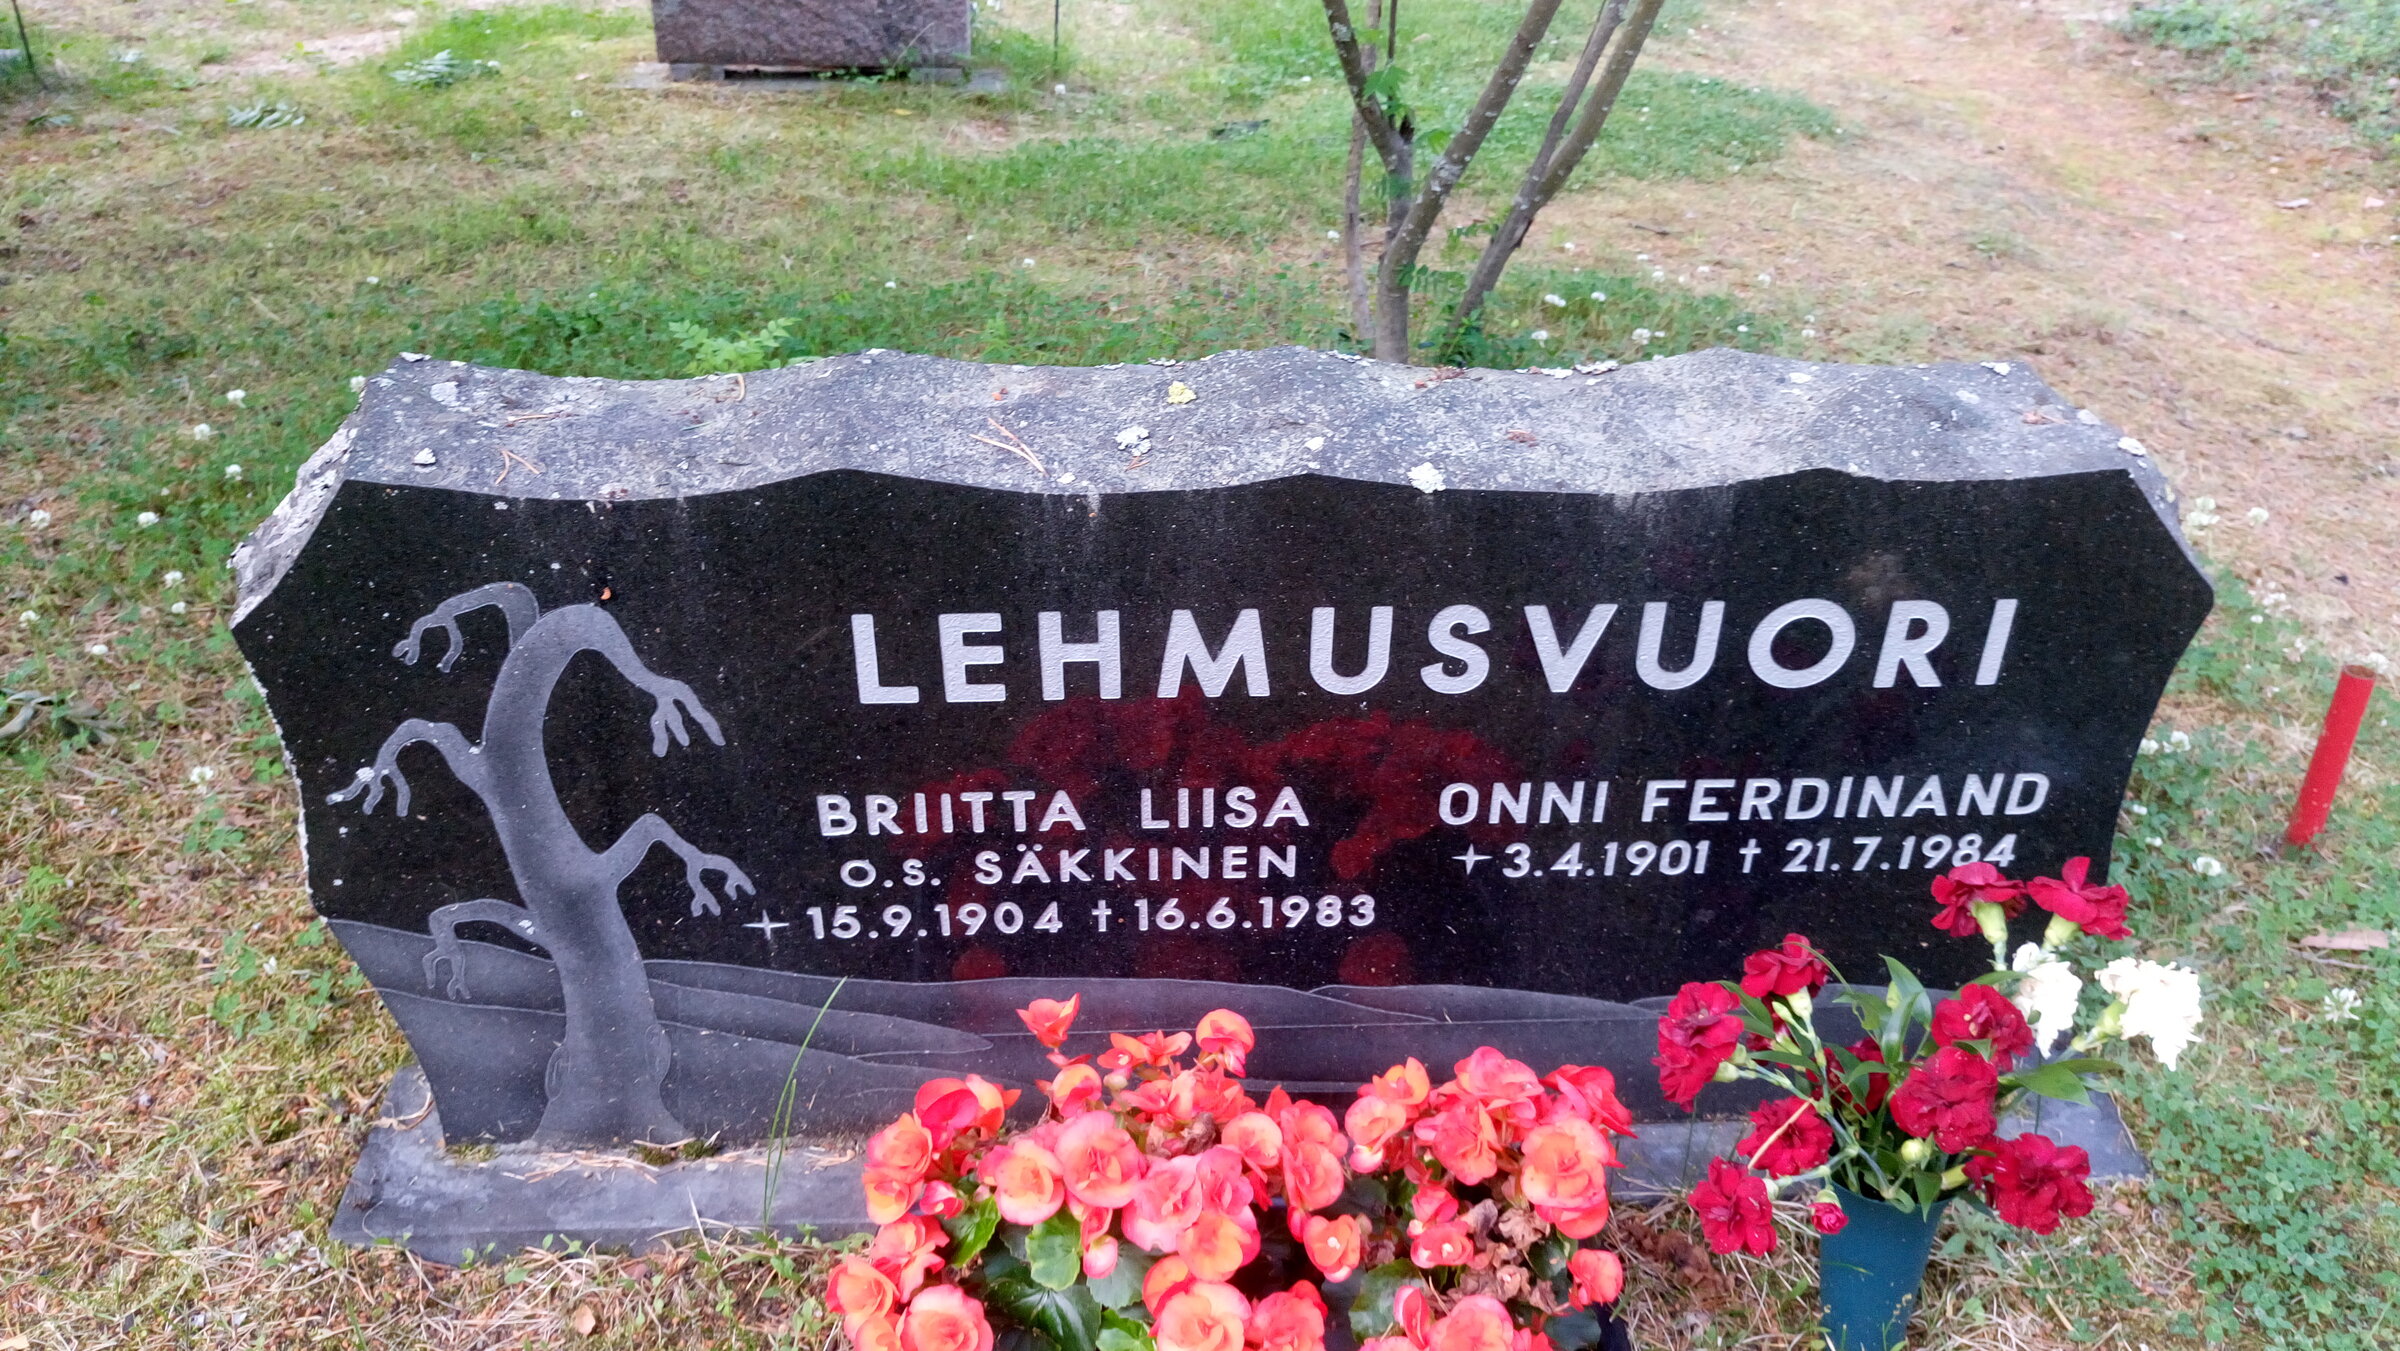 LEHMUSVUORI
BRIITTA LIISA
O.S. SÄKKINEN
+ 15.9.1904 † 16.6.1983
ONNI FERDINAND
+ 3.4.1901 † 21.7.1984